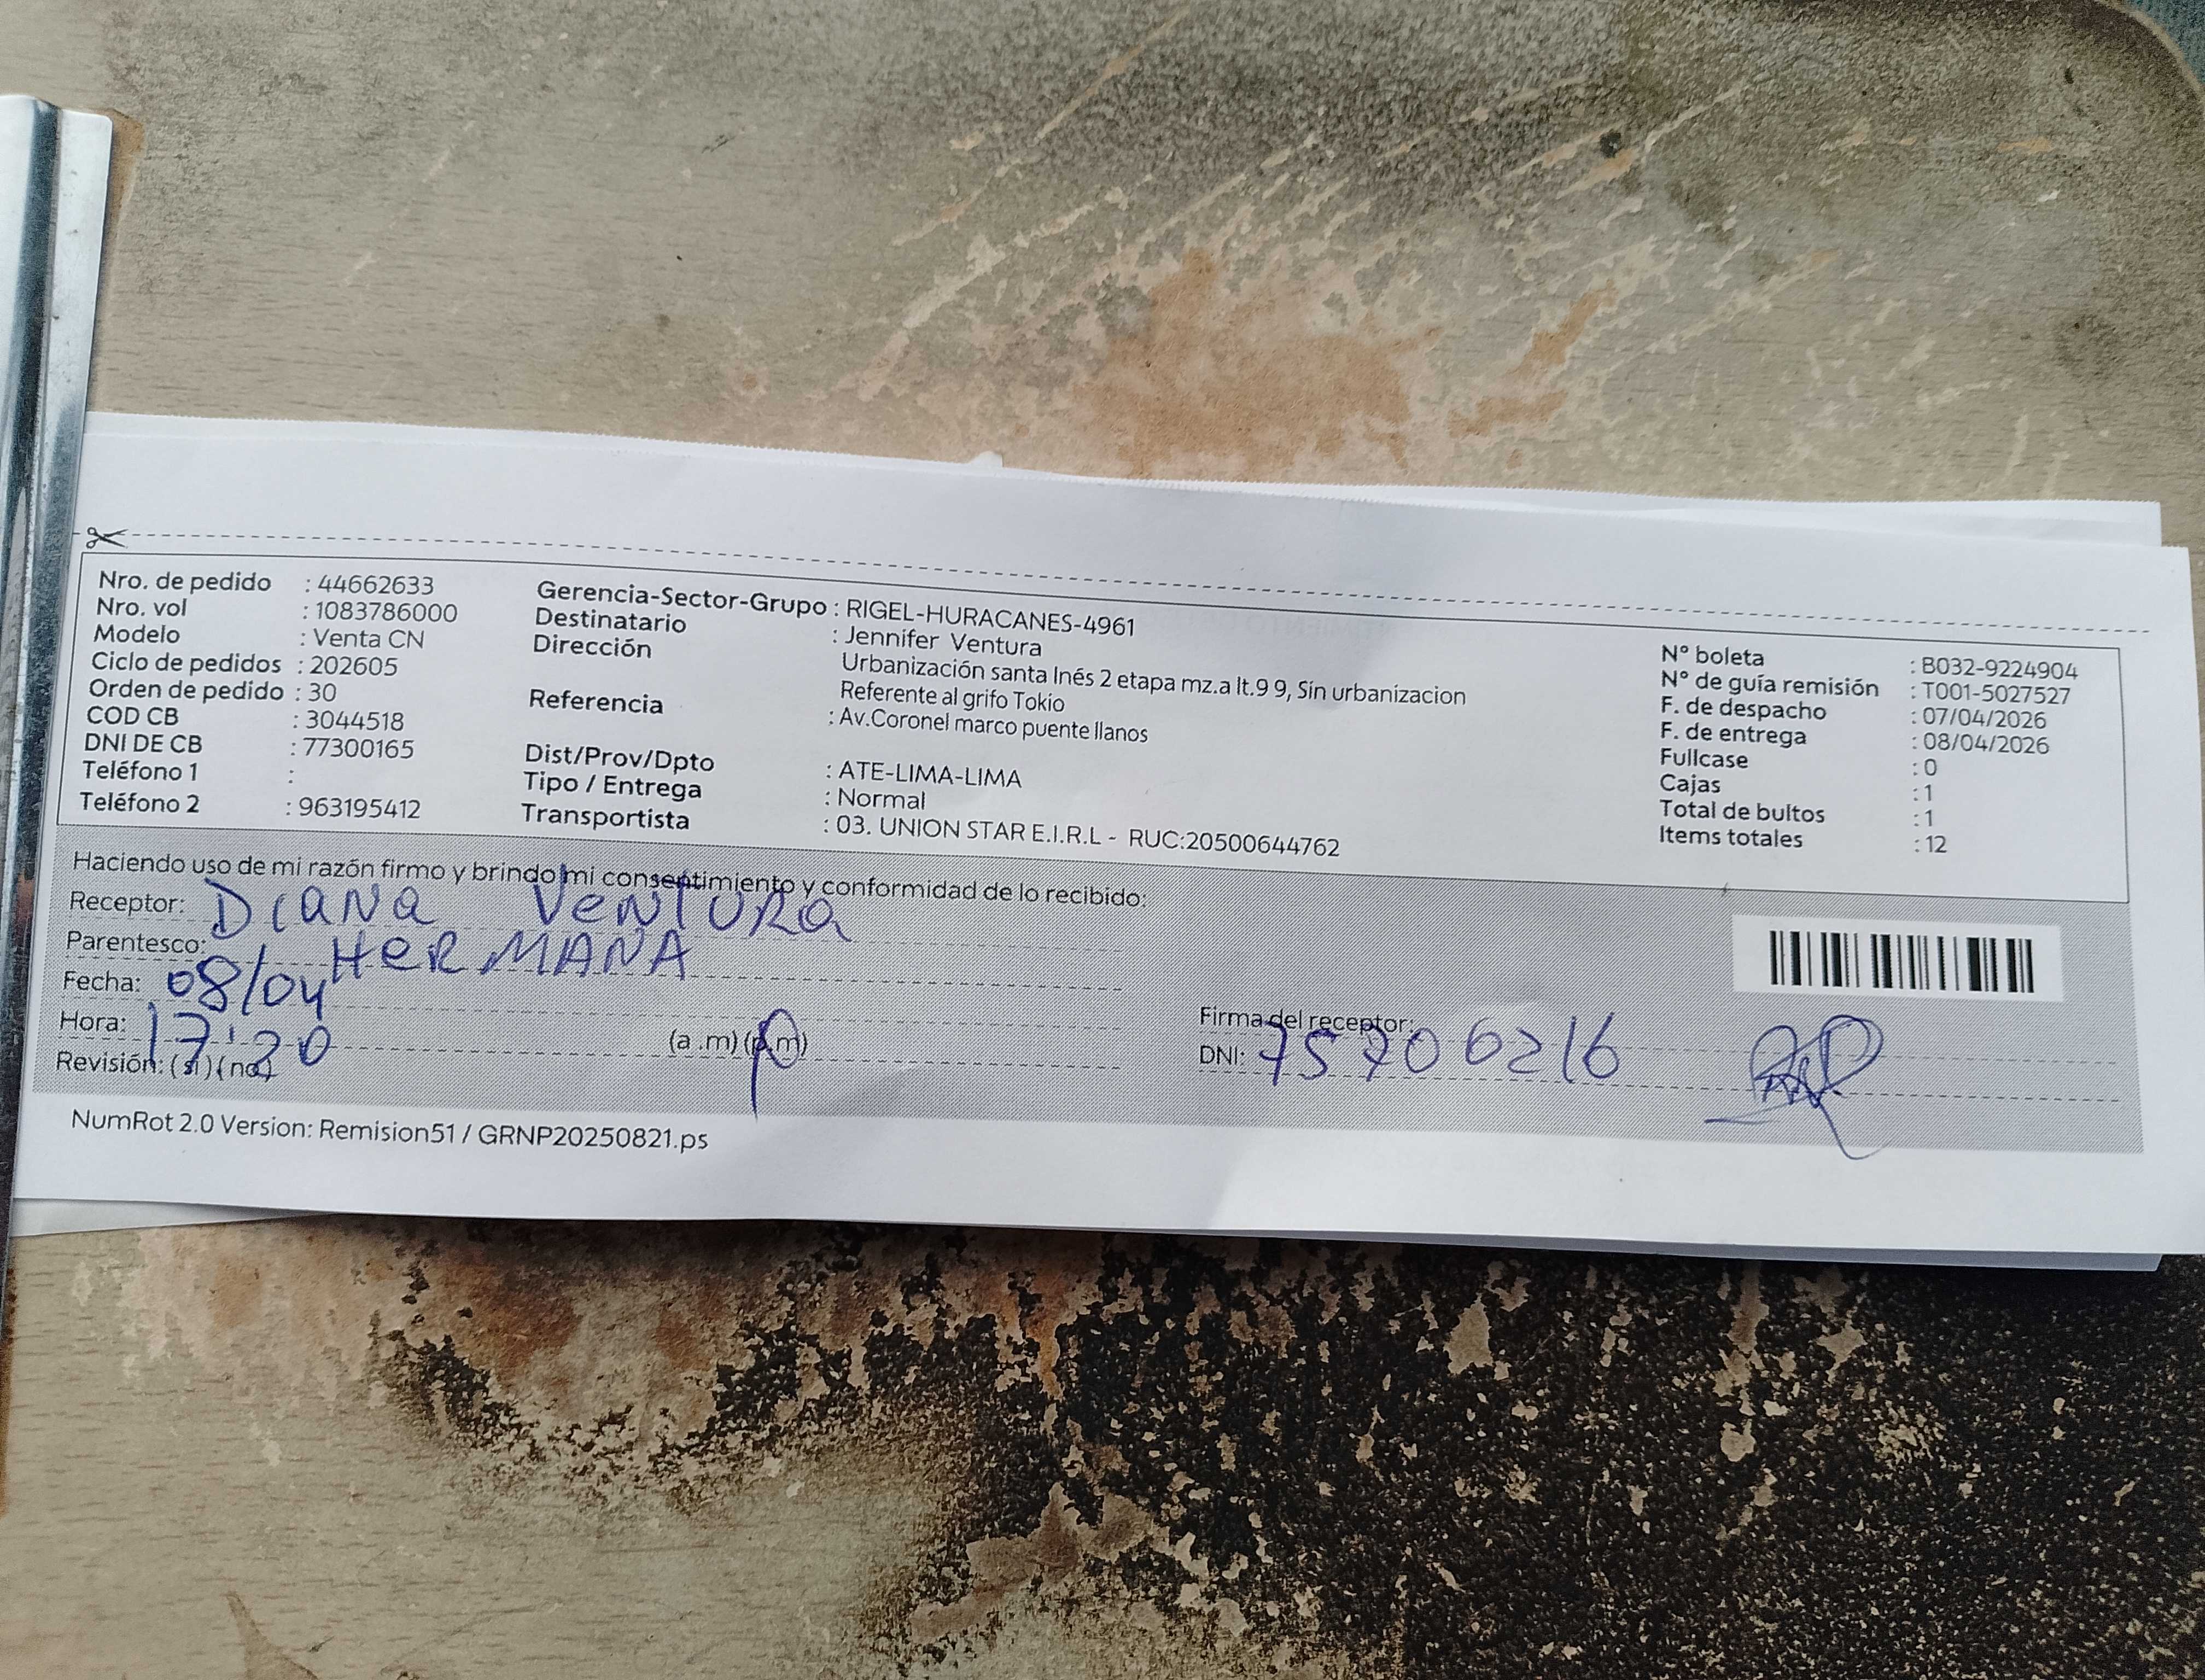 Nro. de pedido : 44662633
Nro. vol : 1083786000
Modelo : Venta CN
Ciclo de pedidos : 202605
Orden de pedido : 30
COD CB : 3044518
DNI DE CB : 77300165
Teléfono 1 :
Teléfono 2 : 963195412
Gerencia-Sector-Grupo : RIGEL-HURACANES-4961
Destinatario : Jennifer Ventura
Dirección Urbanización santa Inés 2 etapa mz.a lt.9 9, Sin urbanizacion
Referente al grifo Tokio
Referencia : Av.Coronel marco puente llanos
Dist/Prov/Dpto : ATE-LIMA-LIMA
Tipo / Entrega : Normal
Transportista : 03. UNION STAR E.I.R.L - RUC:20500644762
N° boleta : B032-9224904
N° de guía remisión : T001-5027527
F. de despacho : 07/04/2026
F. de entrega : 08/04/2026
Fullcase : 0
Cajas : 1
Total de bultos : 1
Items totales : 12
Haciendo uso de mi razón firmo y brindo mi consentimiento y conformidad de lo recibido:
Receptor: Diana Ventura
Parentesco: HERMANA
Fecha: 08/04
Hora: 17:20 (a .m) (p.m)
Revisión: (si) (no)
Firma del receptor:
DNI:
NumRot 2.0 Version: Remision51 / GRNP20250821.ps